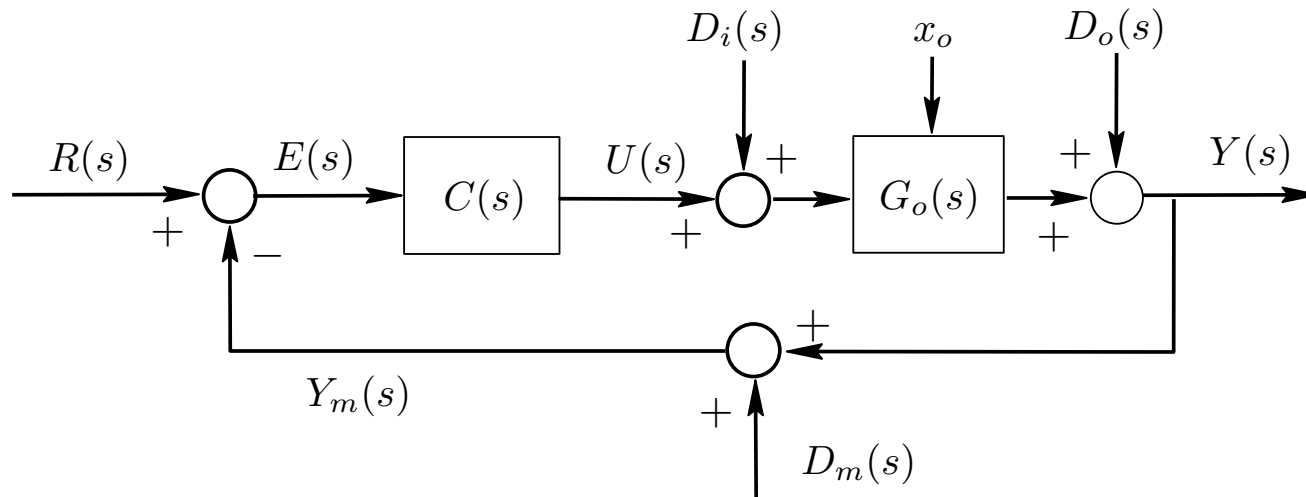 D_i(s) x_o D_o(s)
R(s) E(s) U(s) + + Y(s)
C(s) G_o(s)
+ − + +
+
Y_m(s) +
D_m(s)